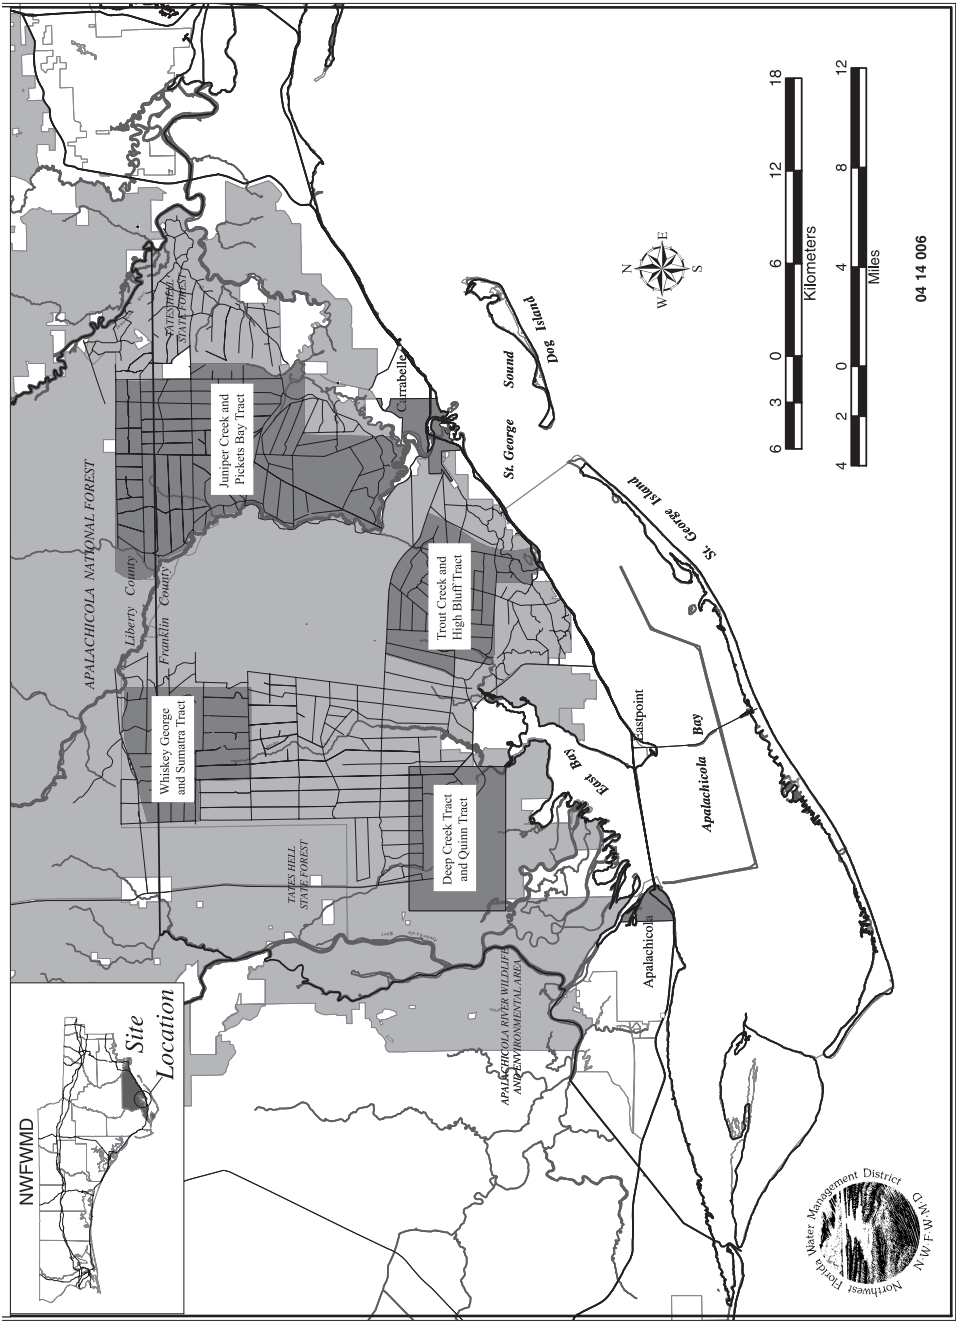 NWFWMD
Site
Location
APALACHICOLA NATIONAL FOREST
Liberty County
Franklin County
TATES HELL
STATE FOREST
Juniper Creek and
Pickets Bay Tract
Whiskey George
and Sumatra Tract
Trout Creek and
High Bluff Tract
Deep Creek Tract
and Quinn Tract
TATES HELL
STATE FOREST
APALACHICOLA RIVER WILDLIFE
AND ENVIRONMENTAL AREA
Carrabelle
Eastpoint
Apalachicola
East Bay
Apalachicola Bay
St. George Sound
Dog Island
St. George Island
N
E
S
W
6 3 0 6 12 18
Kilometers
4 2 0 4 8 12
Miles
04 14 006
Northwest Florida Water Management District
N.W.F.W.M.D.